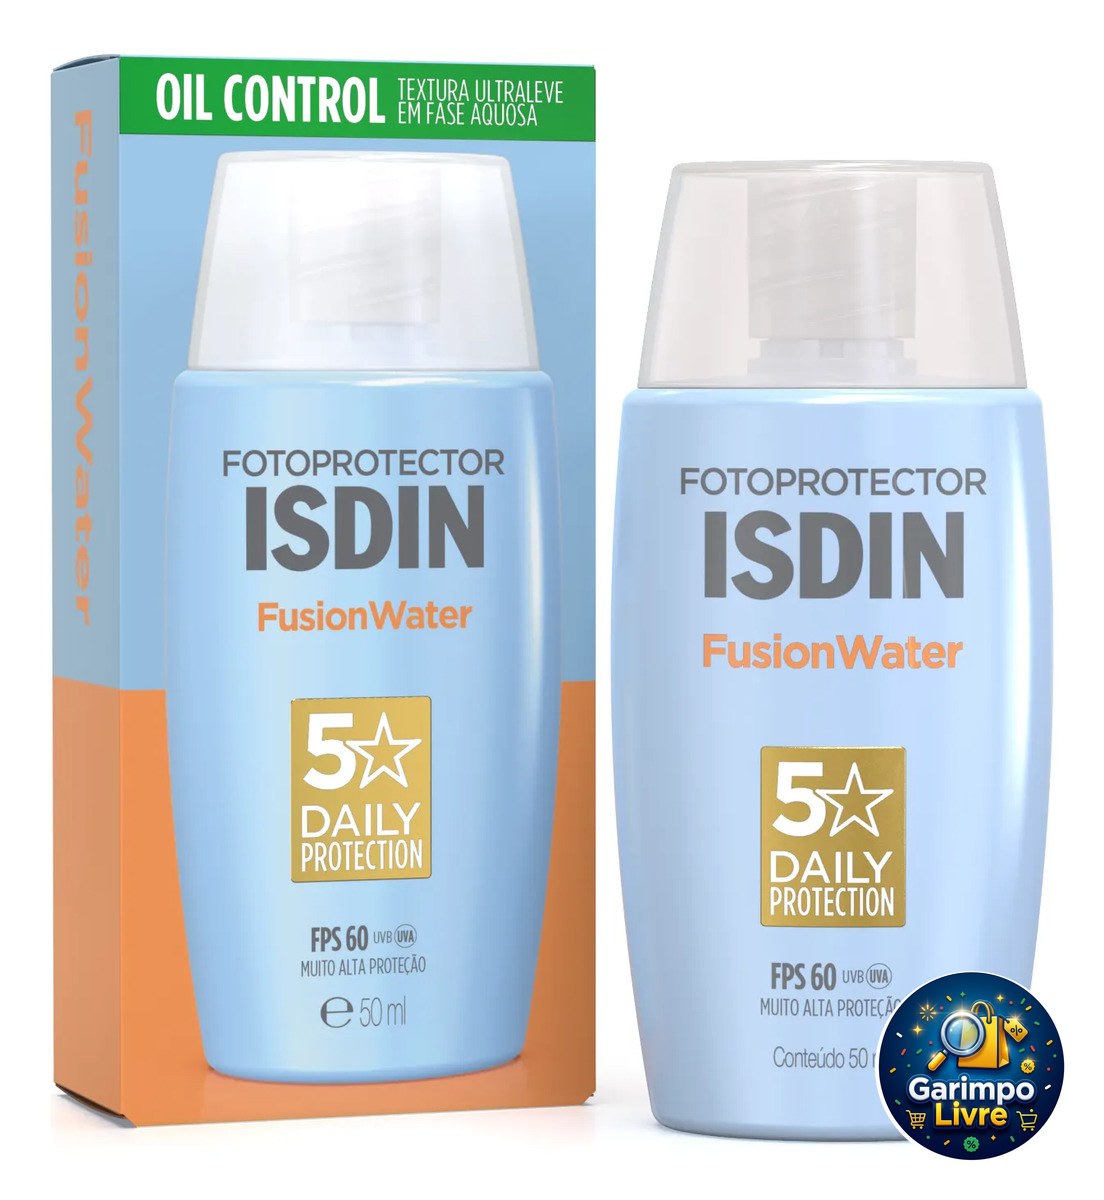 OIL CONTROL
TEXTURA ULTRALEVE
EM FASE AQUOSA
FusionWater
FOTOPROTECTOR
ISDIN
FusionWater
5
DAILY
PROTECTION
FPS 60 UVB UVA
MUITO ALTA PROTEÇÃO
e 50 ml
FOTOPROTECTOR
ISDIN
FusionWater
5
DAILY
PROTECTION
FPS 60 UVB UVA
MUITO ALTA PROTEÇÃ
Conteúdo 50
%
%
Garimpo
Livre
%